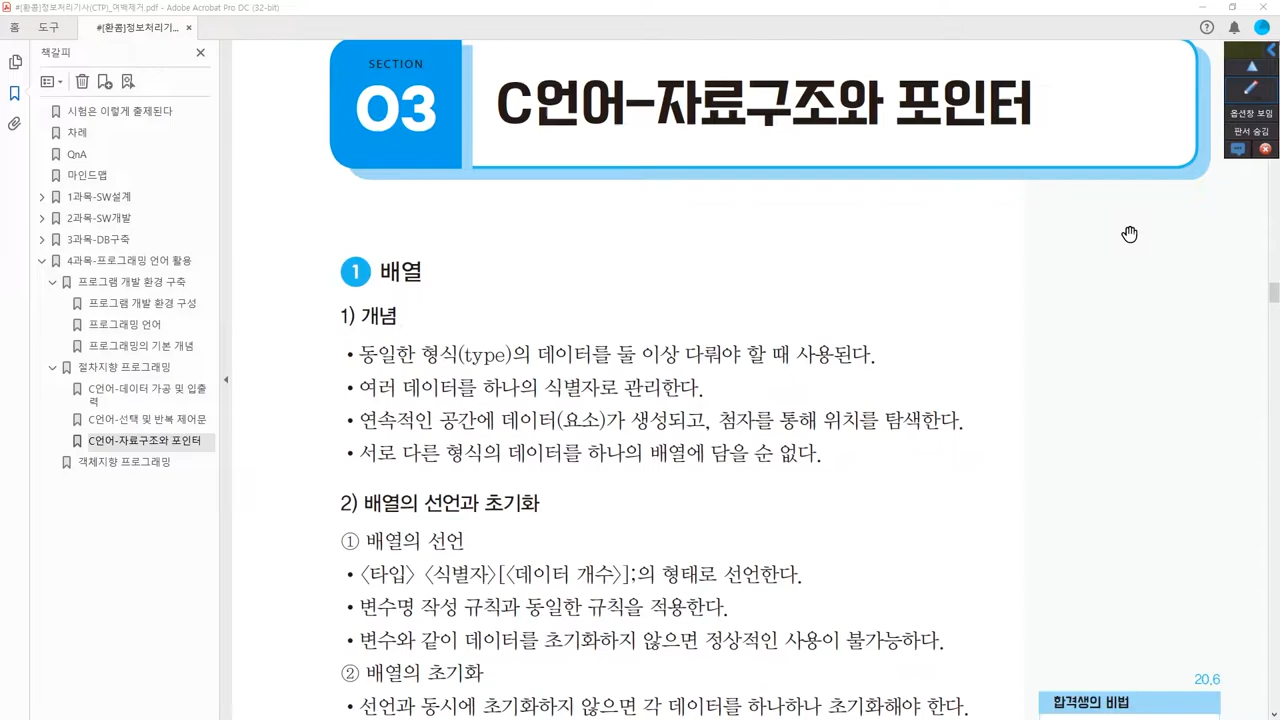 #[환콤]정보처리기사(CTP)_여백제거.pdf - Adobe Acrobat Pro DC (32-bit)
홈 도구 #[환콤]정보처리기... ×
책갈피
시험은 이렇게 출제된다
차례
QnA
마인드맵
1과목-SW설계
2과목-SW개발
3과목-DB구축
4과목-프로그래밍 언어 활용
프로그램 개발 환경 구축
프로그램 개발 환경 구성
프로그래밍 언어
프로그래밍의 기본 개념
절차지향 프로그래밍
C언어-데이터 가공 및 입출
력
C언어-선택 및 반복 제어문
C언어-자료구조와 포인터
객체지향 프로그래밍
SECTION
03
C언어-자료구조와 포인터
1 배열
1) 개념
• 동일한 형식(type)의 데이터를 둘 이상 다뤄야 할 때 사용된다.
• 여러 데이터를 하나의 식별자로 관리한다.
• 연속적인 공간에 데이터(요소)가 생성되고, 첨자를 통해 위치를 탐색한다.
• 서로 다른 형식의 데이터를 하나의 배열에 담을 순 없다.
2) 배열의 선언과 초기화
① 배열의 선언
• 〈타입〉 〈식별자〉[〈데이터 개수〉];의 형태로 선언한다.
• 변수명 작성 규칙과 동일한 규칙을 적용한다.
• 변수와 같이 데이터를 초기화하지 않으면 정상적인 사용이 불가능하다.
② 배열의 초기화
• 선언과 동시에 초기화하지 않으면 각 데이터를 하나하나 초기화해야 한다.
20.6
합격생의 비법
옵션창 보임
판서 숨김